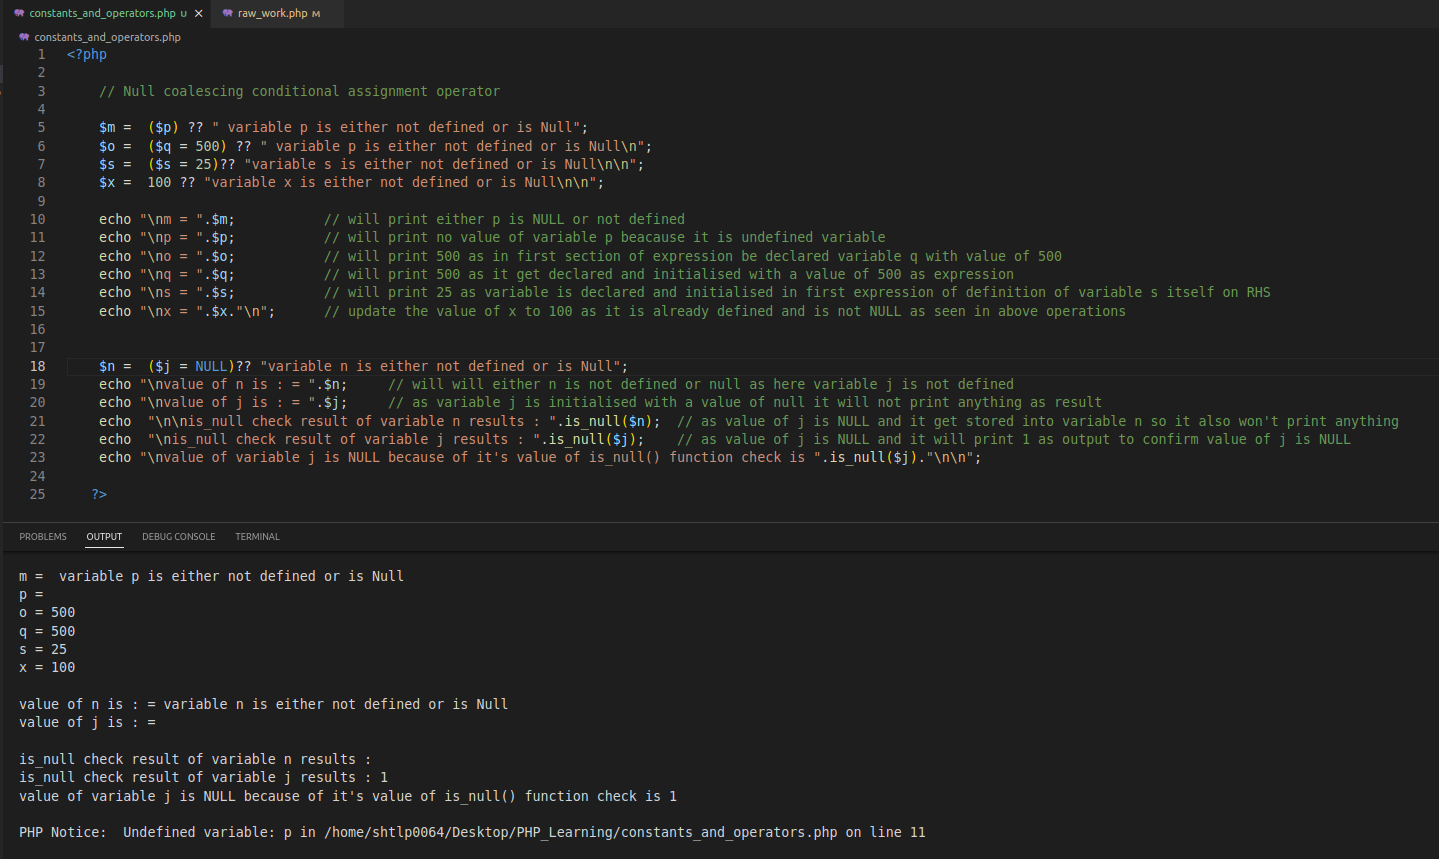 constants_and_operators.php U × raw_work.php M
constants_and_operators.php
1 <?php
2
3     // Null coalescing conditional assignment operator
4
5     $m =  ($p) ?? " variable p is either not defined or is Null";
6     $o =  ($q = 500) ?? " variable p is either not defined or is Null\n";
7     $s =  ($s = 25)?? "variable s is either not defined or is Null\n\n";
8     $x =  100 ?? "variable x is either not defined or is Null\n\n";
9
10     echo "\nm = ".$m;           // will print either p is NULL or not defined
11     echo "\np = ".$p;           // will print no value of variable p beacause it is undefined variable
12     echo "\no = ".$o;           // will print 500 as in first section of expression be declared variable q with value of 500
13     echo "\nq = ".$q;           // will print 500 as it get declared and initialised with a value of 500 as expression
14     echo "\ns = ".$s;           // will print 25 as variable is declared and initialised in first expression of definition of variable s itself on RHS
15     echo "\nx = ".$x."\n";      // update the value of x to 100 as it is already defined and is not NULL as seen in above operations
16
17
18     $n =  ($j = NULL)?? "variable n is either not defined or is Null";
19     echo "\nvalue of n is : = ".$n;     // will will either n is not defined or null as here variable j is not defined
20     echo "\nvalue of j is : = ".$j;     // as variable j is initialised with a value of null it will not print anything as result
21     echo  "\n\nis_null check result of variable n results : ".is_null($n);  // as value of j is NULL and it get stored into variable n so it also won't print anything
22     echo  "\nis_null check result of variable j results : ".is_null($j);    // as value of j is NULL and it will print 1 as output to confirm value of j is NULL
23     echo "\nvalue of variable j is NULL because of it's value of is_null() function check is ".is_null($j)."\n\n";
24
25    ?>
PROBLEMS OUTPUT DEBUG CONSOLE TERMINAL
m =  variable p is either not defined or is Null
p =
o = 500
q = 500
s = 25
x = 100
value of n is : = variable n is either not defined or is Null
value of j is : =
is_null check result of variable n results :
is_null check result of variable j results : 1
value of variable j is NULL because of it's value of is_null() function check is 1
PHP Notice:  Undefined variable: p in /home/shtlp0064/Desktop/PHP_Learning/constants_and_operators.php on line 11